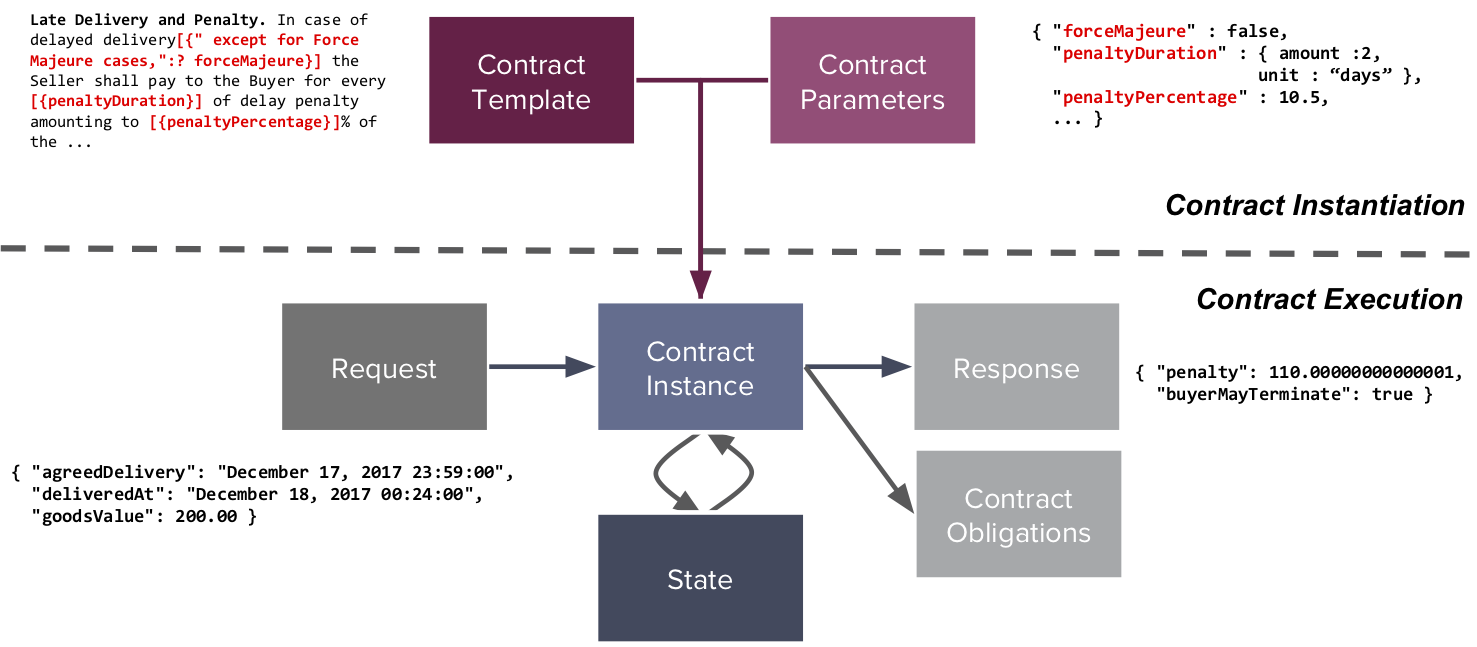 Late Delivery and Penalty. In case of
delayed delivery[{" except for Force
Majeure cases,":? forceMajeure}] the
Seller shall pay to the Buyer for every
[{penaltyDuration}] of delay penalty
amounting to [{penaltyPercentage}]% of
the ...
Contract
Template
Contract
Parameters
{ "forceMajeure" : false,
"penaltyDuration" : { amount :2,
unit : “days” },
"penaltyPercentage" : 10.5,
... }
Contract Instantiation
Contract Execution
Request
Contract
Instance
Response
{ "penalty": 110.00000000000001,
"buyerMayTerminate": true }
{ "agreedDelivery": "December 17, 2017 23:59:00",
"deliveredAt": "December 18, 2017 00:24:00",
"goodsValue": 200.00 }
Contract
Obligations
State